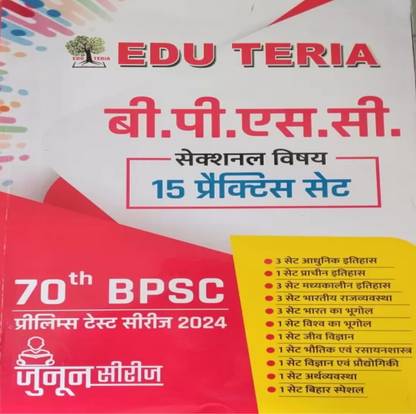 EDU TERIA
EDU TERIA
बी.पी.एस.सी.
सेक्शनल विषय
15 प्रैक्टिस सेट
70th BPSC
प्रीलिम्स टेस्ट सीरीज 2024
जुनून सीरीज
3 सेट आधुनिक इतिहास
1 सेट प्राचीन इतिहास
3 सेट मध्यकालीन इतिहास
3 सेट भारतीय राजव्यवस्था
3 सेट भारत का भूगोल
1 सेट विश्व का भूगोल
1 सेट जीव विज्ञान
1 सेट भौतिक एवं रसायनशास्त्र
1 सेट विज्ञान एवं प्रौद्योगिकी
1 सेट अर्थव्यवस्था
1 सेट बिहार स्पेशल